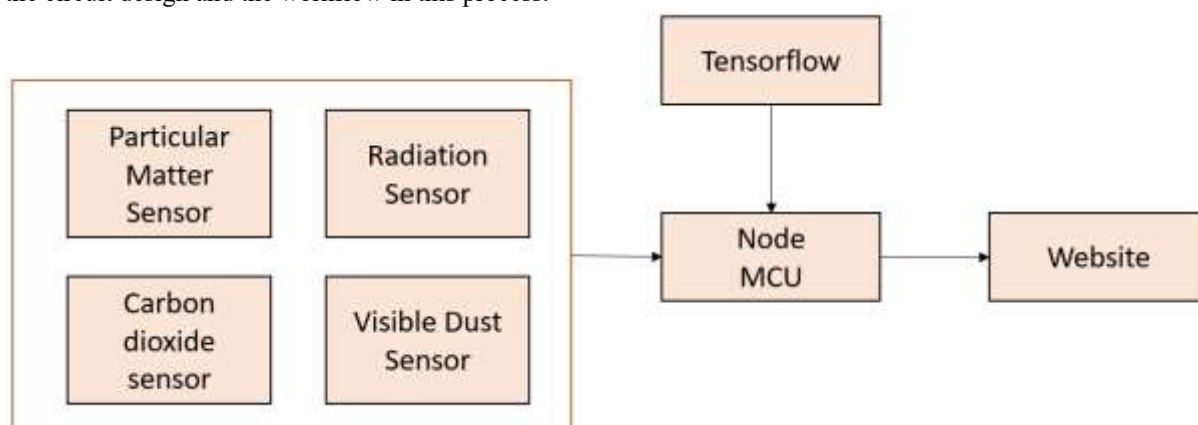 the circuit design and the workflow in this process.
Tensorflow
Particular
Matter
Sensor
Radiation
Sensor
Node
MCU
Website
Carbon
dioxide
sensor
Visible Dust
Sensor